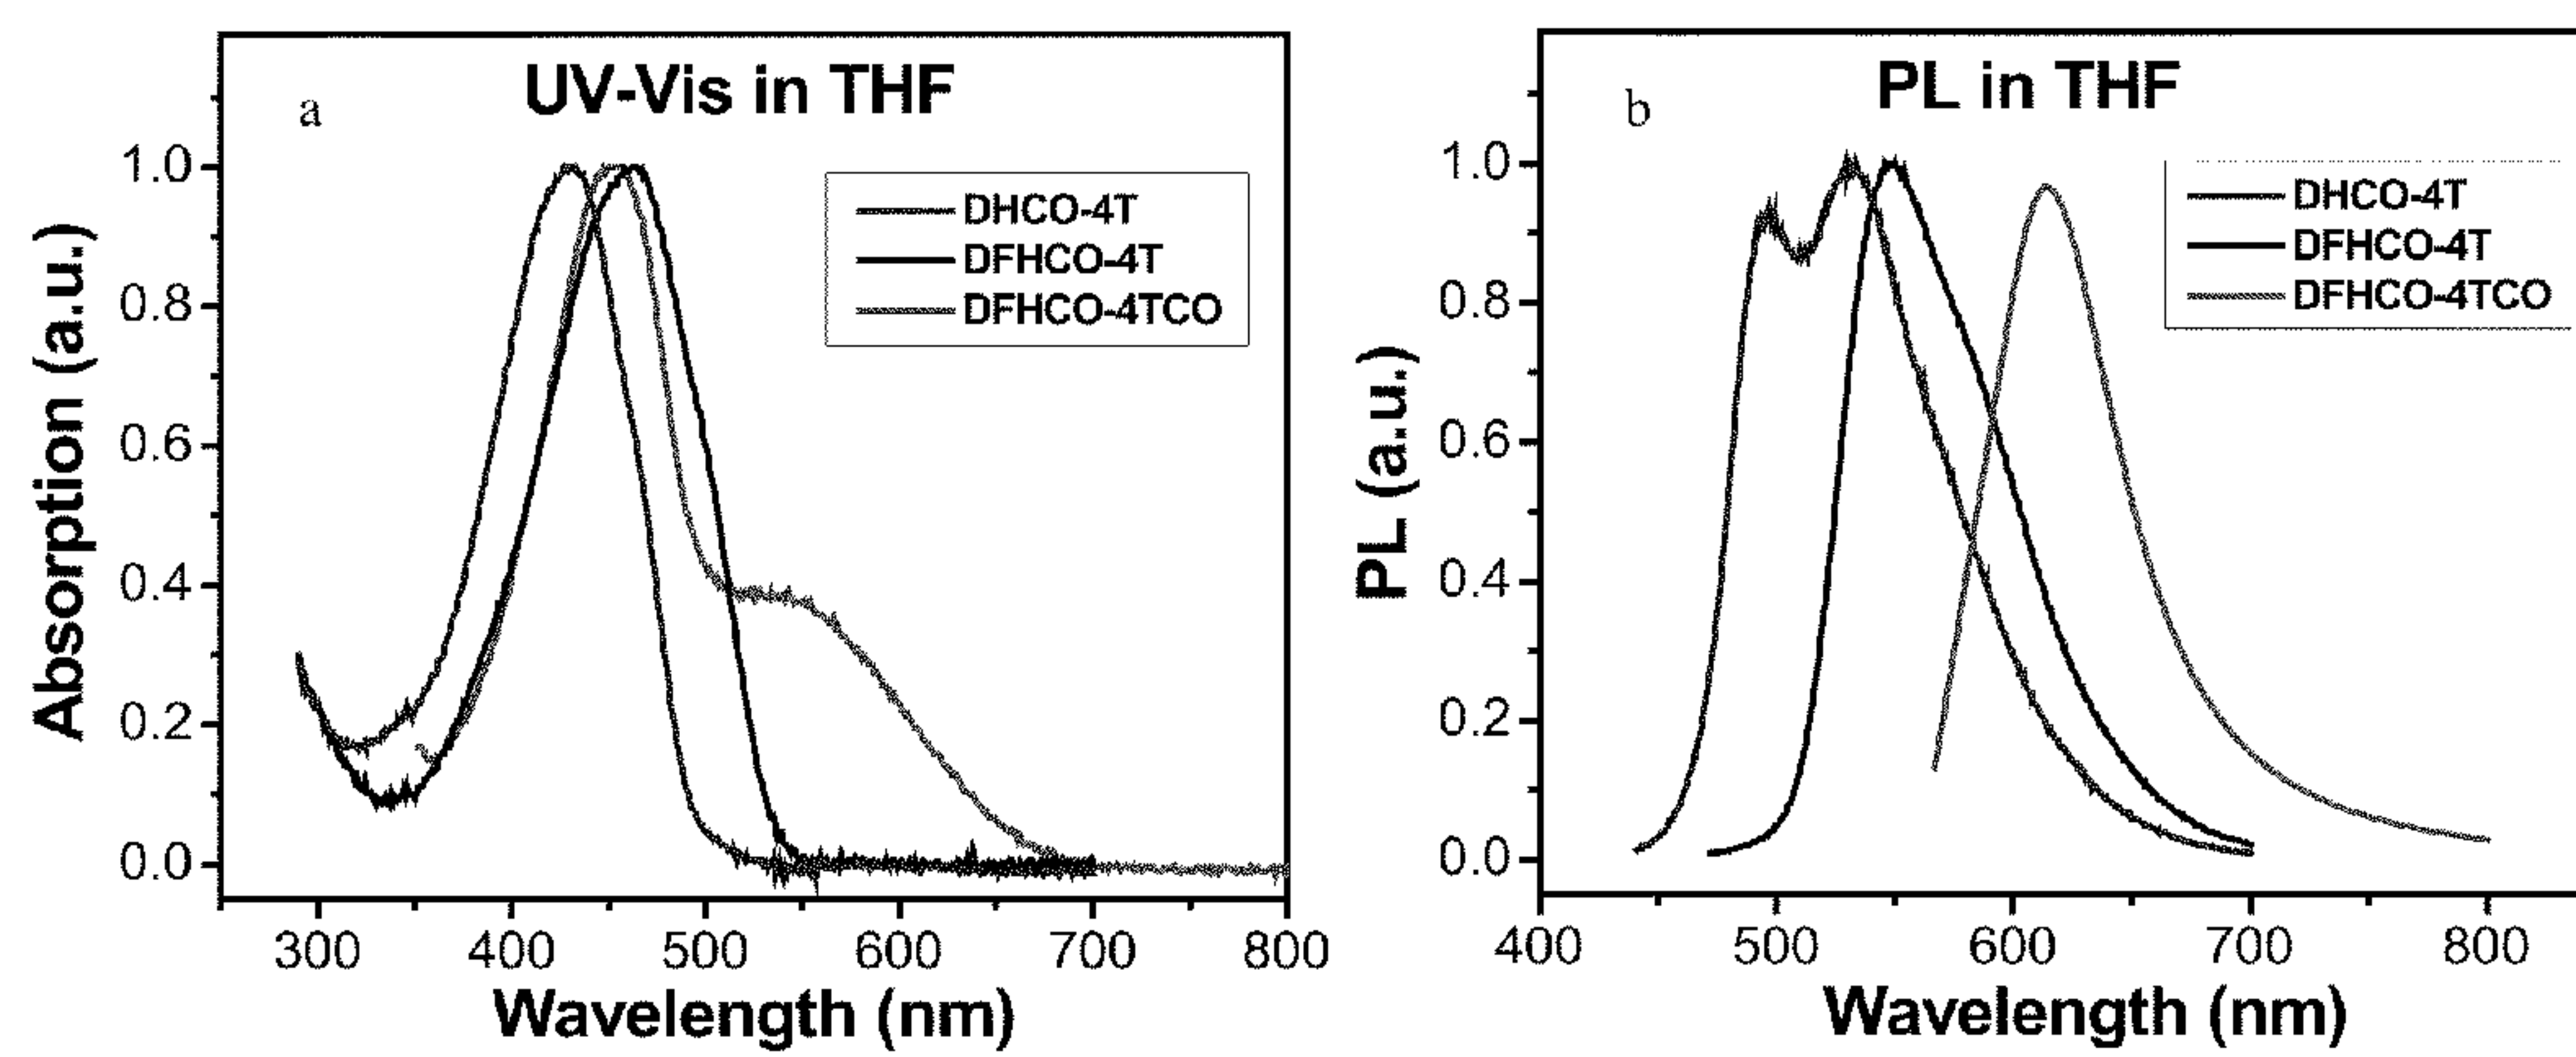 a
UV-Vis in THF
DHCO-4T
DFHCO-4T
DFHCO-4TCO
Absorption (a.u.)
1.0
0.8
0.6
0.4
0.2
0.0
300 400 500 600 700 800
Wavelength (nm)
b
PL in THF
DHCO-4T
DFHCO-4T
DFHCO-4TCO
PL (a.u.)
1.0
0.8
0.6
0.4
0.2
0.0
400 500 600 700 800
Wavelength (nm)